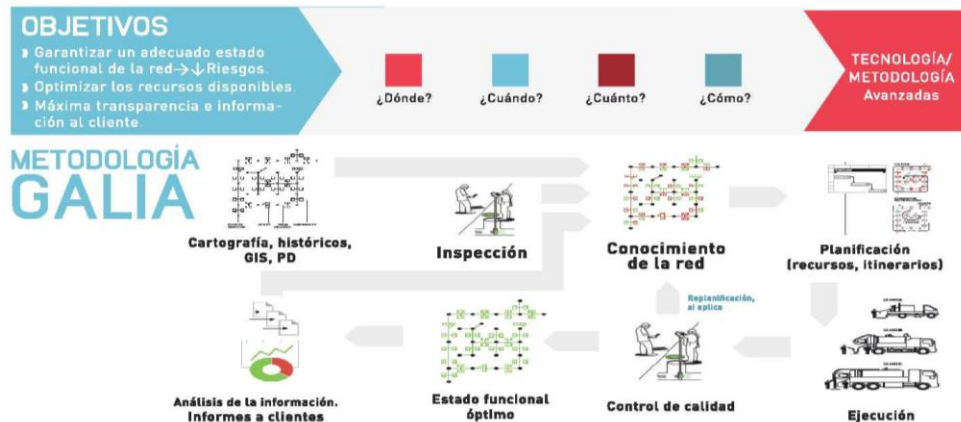 OBJETIVOS
Garantizar un adecuado estado
funcional de la red→↓Riesgos.
Optimizar los recursos disponibles.
Máxima transparencia e informa-
ción al cliente.
¿Dónde?
¿Cuándo?
¿Cuánto?
¿Cómo?
TECNOLOGÍA/
METODOLOGÍA
Avanzadas
METODOLOGÍA
GALIA
Cartografía, históricos,
GIS, PD
Inspección
Conocimiento
de la red
Planificación
(recursos, itinerarios)
Replanificación,
si aplica
Análisis de la información.
Informes a clientes
Estado funcional
óptimo
Control de calidad
Ejecución